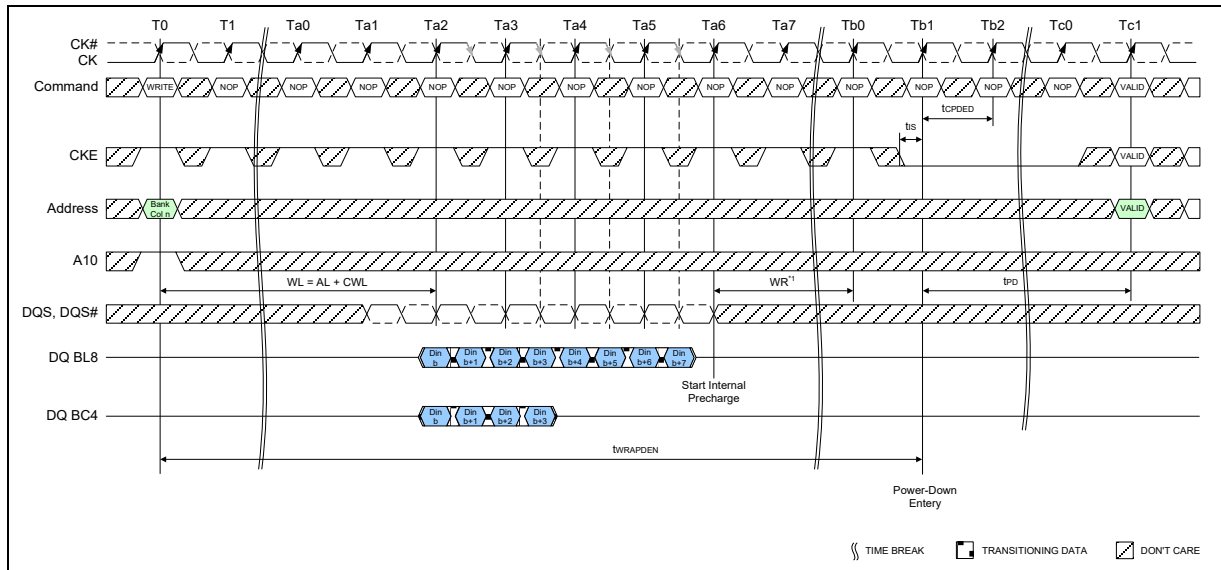 T0 T1 Ta0 Ta1 Ta2 Ta3 Ta4 Ta5 Ta6 Ta7 Tb0 Tb1 Tb2 Tc0 Tc1
CK#
CK
Command WRITE NOP NOP NOP NOP NOP NOP NOP NOP NOP NOP NOP NOP NOP VALID
tCPDED
tIS
CKE VALID
Address Bank Col n VALID
A10
WL = AL + CWL WR*1 tPD
DQS, DQS#
DQ BL8 Din b Din b+1 Din b+2 Din b+3 Din b+4 Din b+5 Din b+6 Din b+7
Start Internal
Precharge
DQ BC4 Din b Din b+1 Din b+2 Din b+3
tWRAPDEN
Power-Down
Entery
TIME BREAK TRANSITIONING DATA DON'T CARE